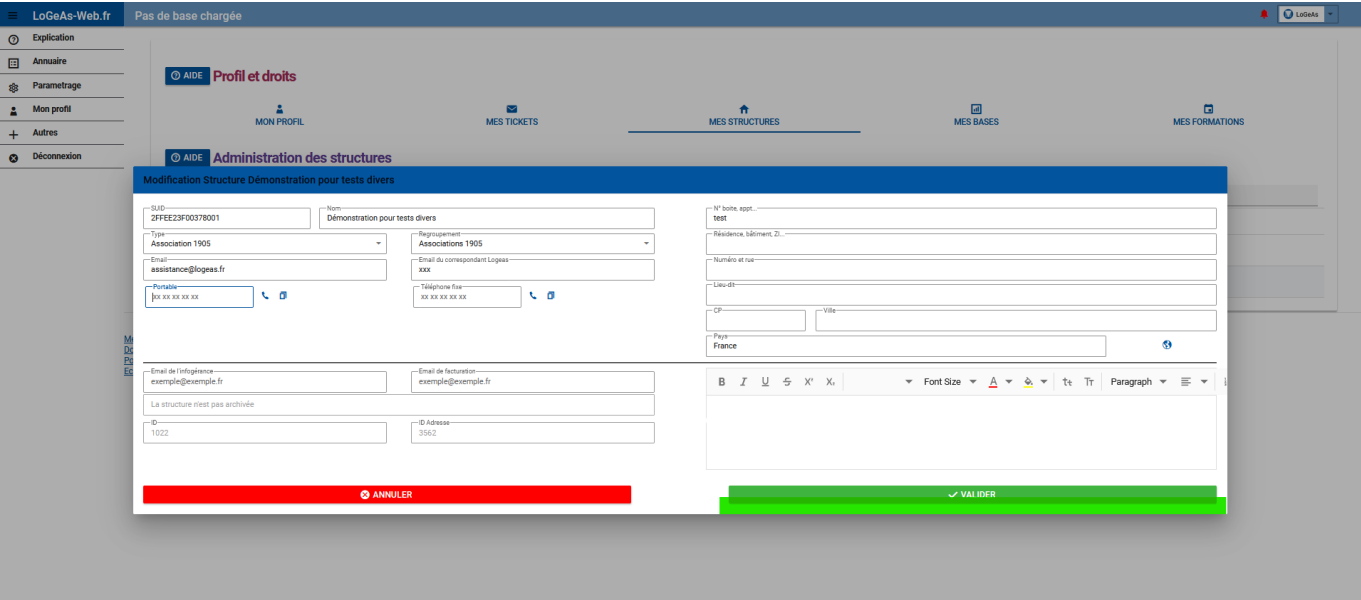 LoGeAs-Web.fr Pas de base chargée LoGeAs
Explication
Annuaire
Parametrage
Mon profil
Autres
Déconnexion
AIDE Profil et droits
MON PROFIL MES TICKETS MES STRUCTURES MES BASES MES FORMATIONS
AIDE Administration des structures
Modification Structure Démonstration pour tests divers
SUID Nom
2FFEE23F00378001 Démonstration pour tests divers
Type Regroupement
Association 1905 Associations 1905
Email Email du correspondant Logeas
assistance@logeas.fr xxx
Portable Téléphone fixe
xx xx xx xx xx xx xx xx xx xx
N° boite, appt...
test
Résidence, bâtiment, ZI...
Numéro et rue
Lieu-dit
CP Ville
Pays
France
Email de l'infogérance Email de facturation
exemple@exemple.fr exemple@exemple.fr
La structure n'est pas archivée
ID ID Adresse
1022 3562
B I U S X¹ X₁ Font Size A Tt Tr Paragraph
ANNULER VALIDER